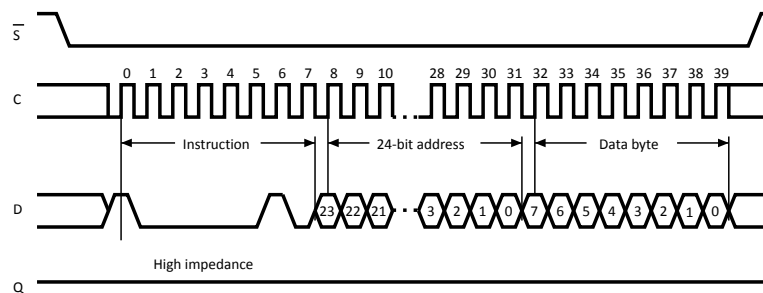 S
0 1 2 3 4 5 6 7 8 9 10 28 29 30 31 32 33 34 35 36 37 38 39
C
Instruction 24-bit address Data byte
D 23 22 21 3 2 1 0 7 6 5 4 3 2 1 0
High impedance
Q